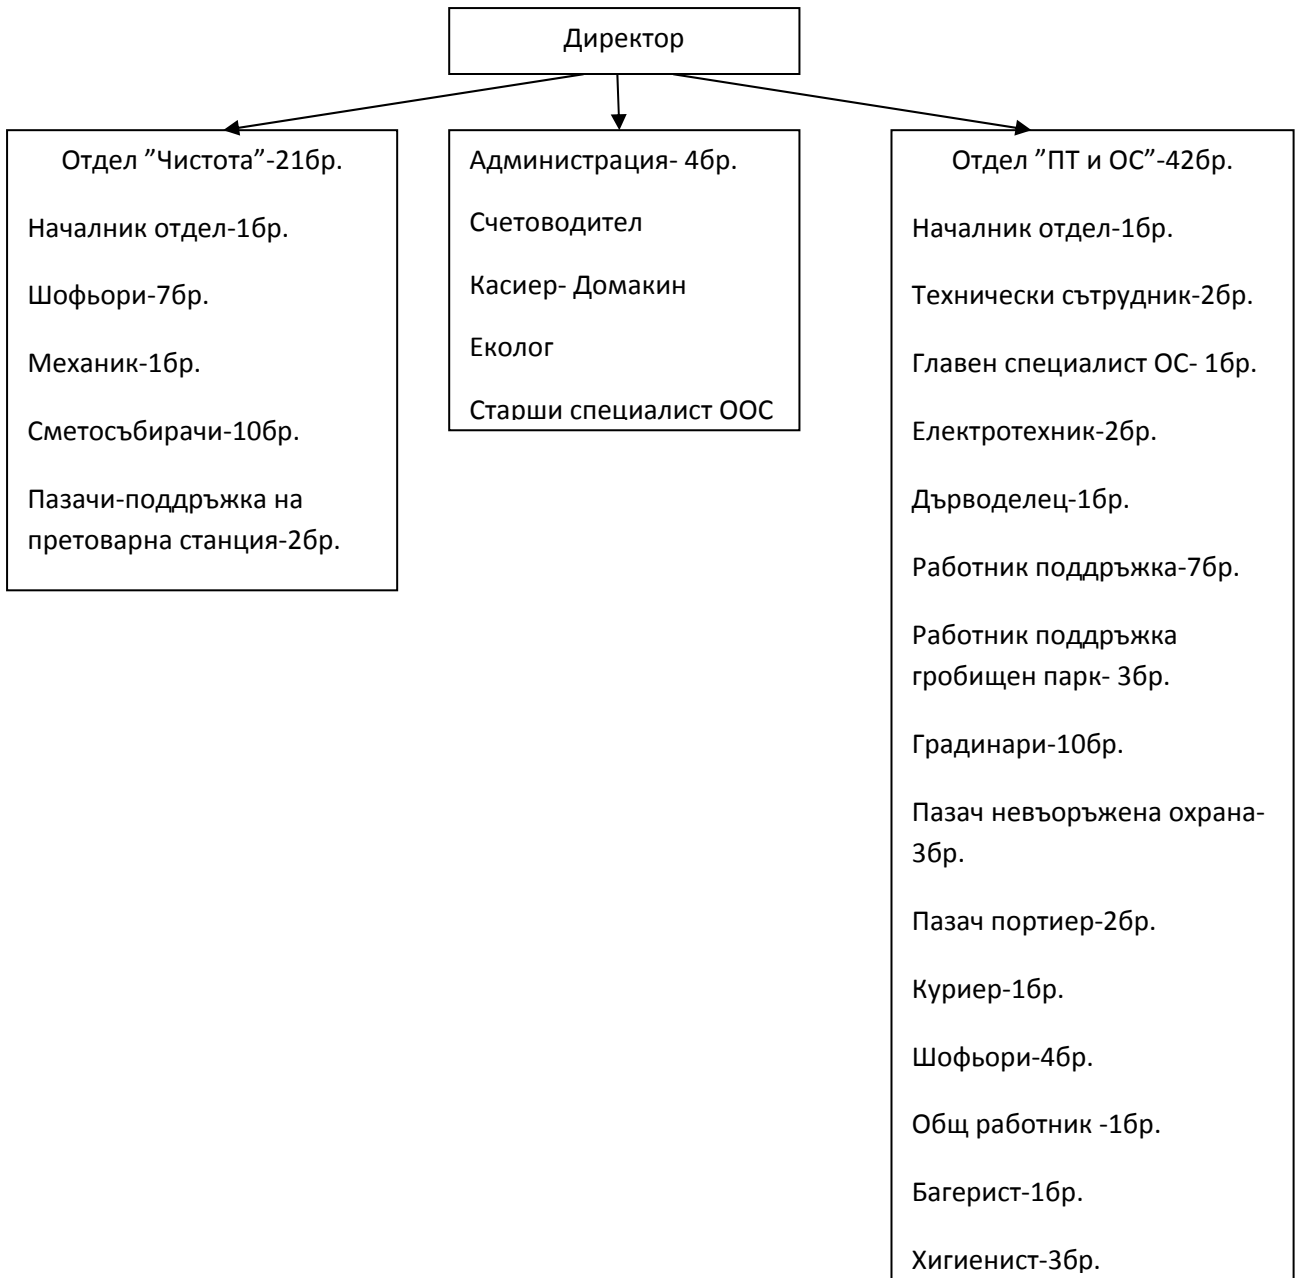 Директор
Отдел ”Чистота”-21бр.
Началник отдел-1бр.
Шофьори-7бр.
Механик-1бр.
Сметосъбирачи-10бр.
Пазачи-поддръжка на
претоварна станция-2бр.
Администрация- 4бр.
Счетоводител
Касиер- Домакин
Еколог
Старши специалист ООС
Отдел ”ПТ и ОС”-42бр.
Началник отдел-1бр.
Технически сътрудник-2бр.
Главен специалист ОС- 1бр.
Електротехник-2бр.
Дърводелец-1бр.
Работник поддръжка-7бр.
Работник поддръжка
гробищен парк- 3бр.
Градинари-10бр.
Пазач невъоръжена охрана-
3бр.
Пазач портиер-2бр.
Куриер-1бр.
Шофьори-4бр.
Общ работник -1бр.
Багерист-1бр.
Хигиенист-3бр.